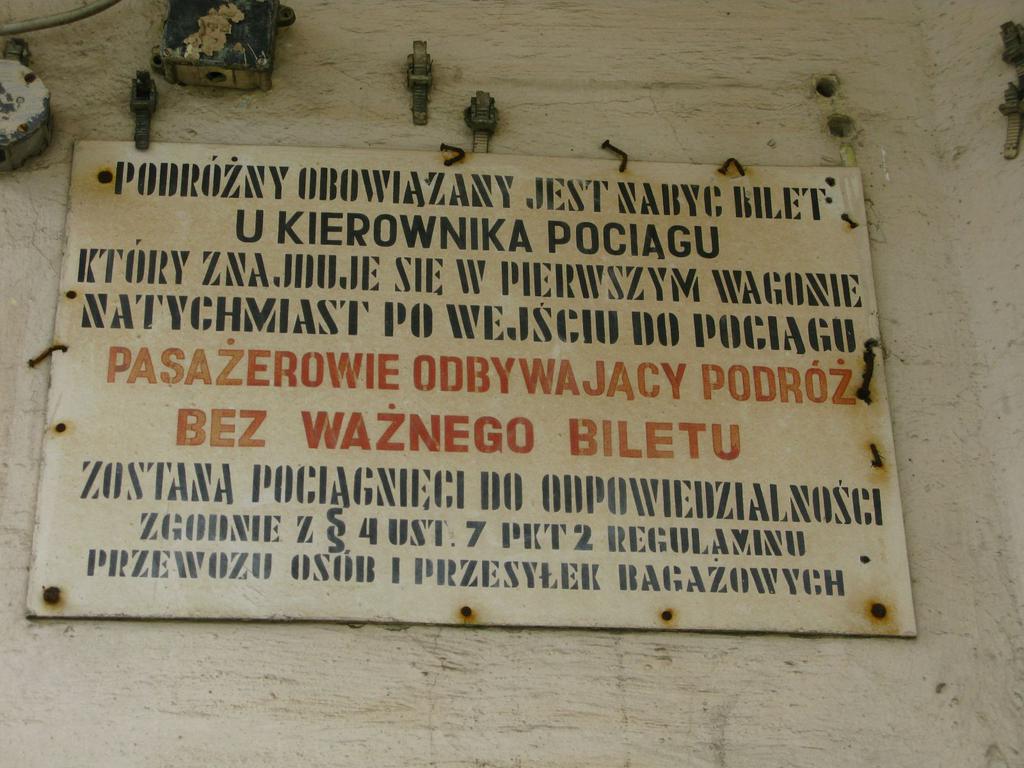 PODRÓŻNY OBOWIĄZANY JEST NABYĆ BILET
U KIEROWNIKA POCIĄGU
KTÓRY ZNAJDUJE SIĘ W PIERWSZYM WAGONIE
NATYCHMIAST PO WEJŚCIU DO POCIĄGU
PASAŻEROWIE ODBYWAJĄCY PODRÓŻ
BEZ WAŻNEGO BILETU
ZOSTANĄ POCIĄGNIĘCI DO ODPOWIEDZIALNOŚCI
ZGODNIE Z § 4 UST. 7 PKT 2 REGULAMINU
PRZEWOZU OSÓB I PRZESYŁEK BAGAŻOWYCH